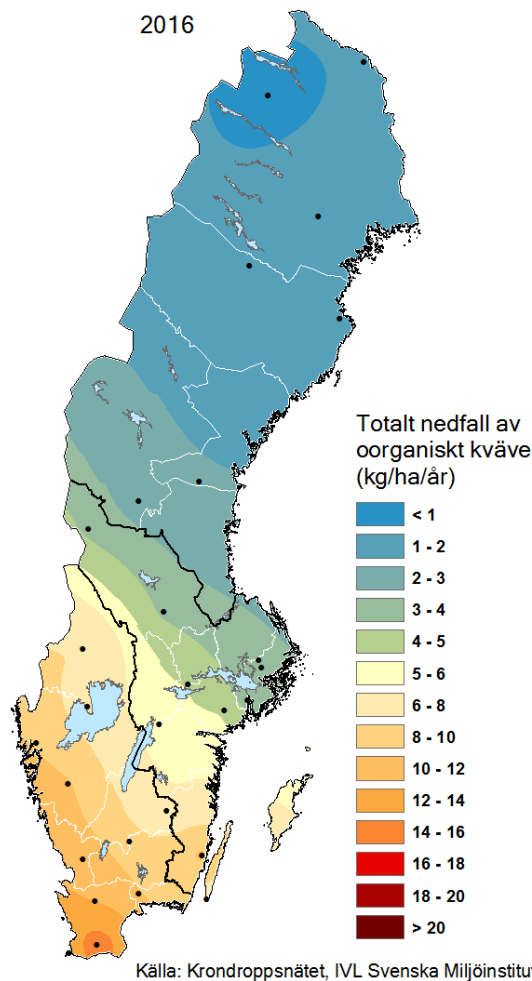 2016
Totalt nedfall av
oorganiskt kväve
(kg/ha/år)
< 1
1 - 2
2 - 3
3 - 4
4 - 5
5 - 6
6 - 8
8 - 10
10 - 12
12 - 14
14 - 16
16 - 18
18 - 20
> 20
Källa: Krondroppsnätet, IVL Svenska Miljöinstitut